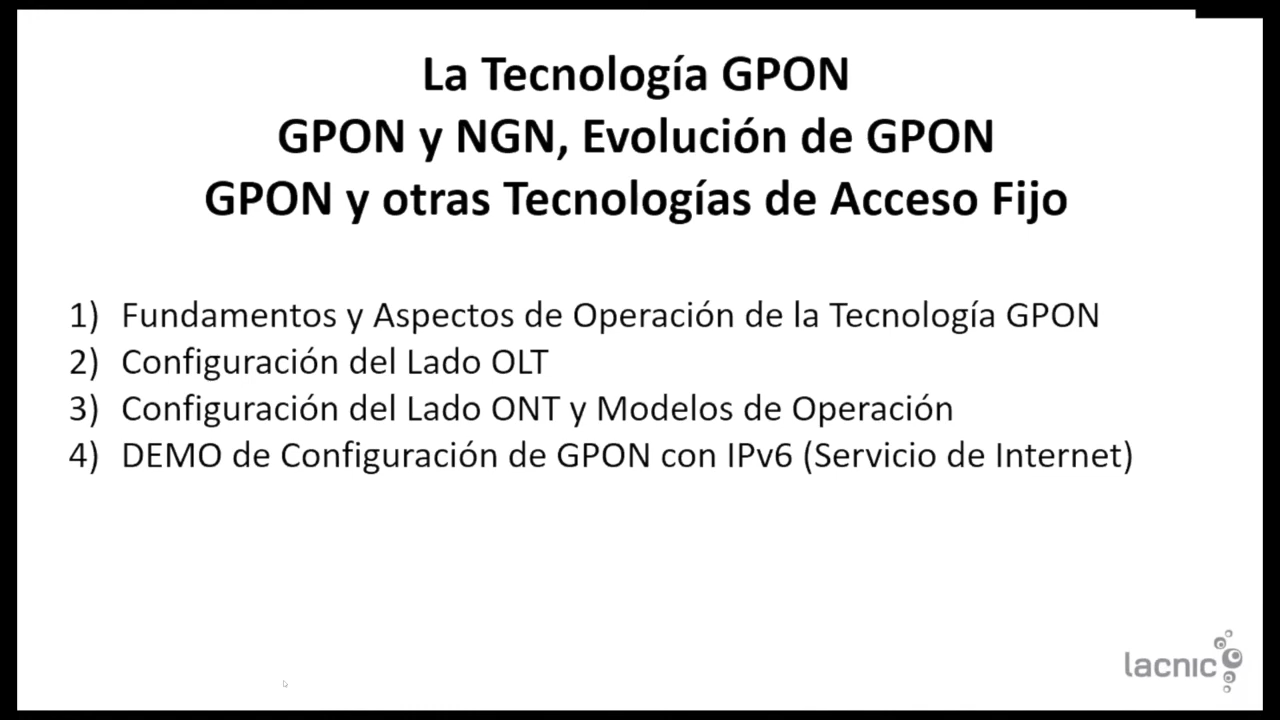 La Tecnología GPON
GPON y NGN, Evolución de GPON
GPON y otras Tecnologías de Acceso Fijo
1) Fundamentos y Aspectos de Operación de la Tecnología GPON
2) Configuración del Lado OLT
3) Configuración del Lado ONT y Modelos de Operación
4) DEMO de Configuración de GPON con IPv6 (Servicio de Internet)
lacnic